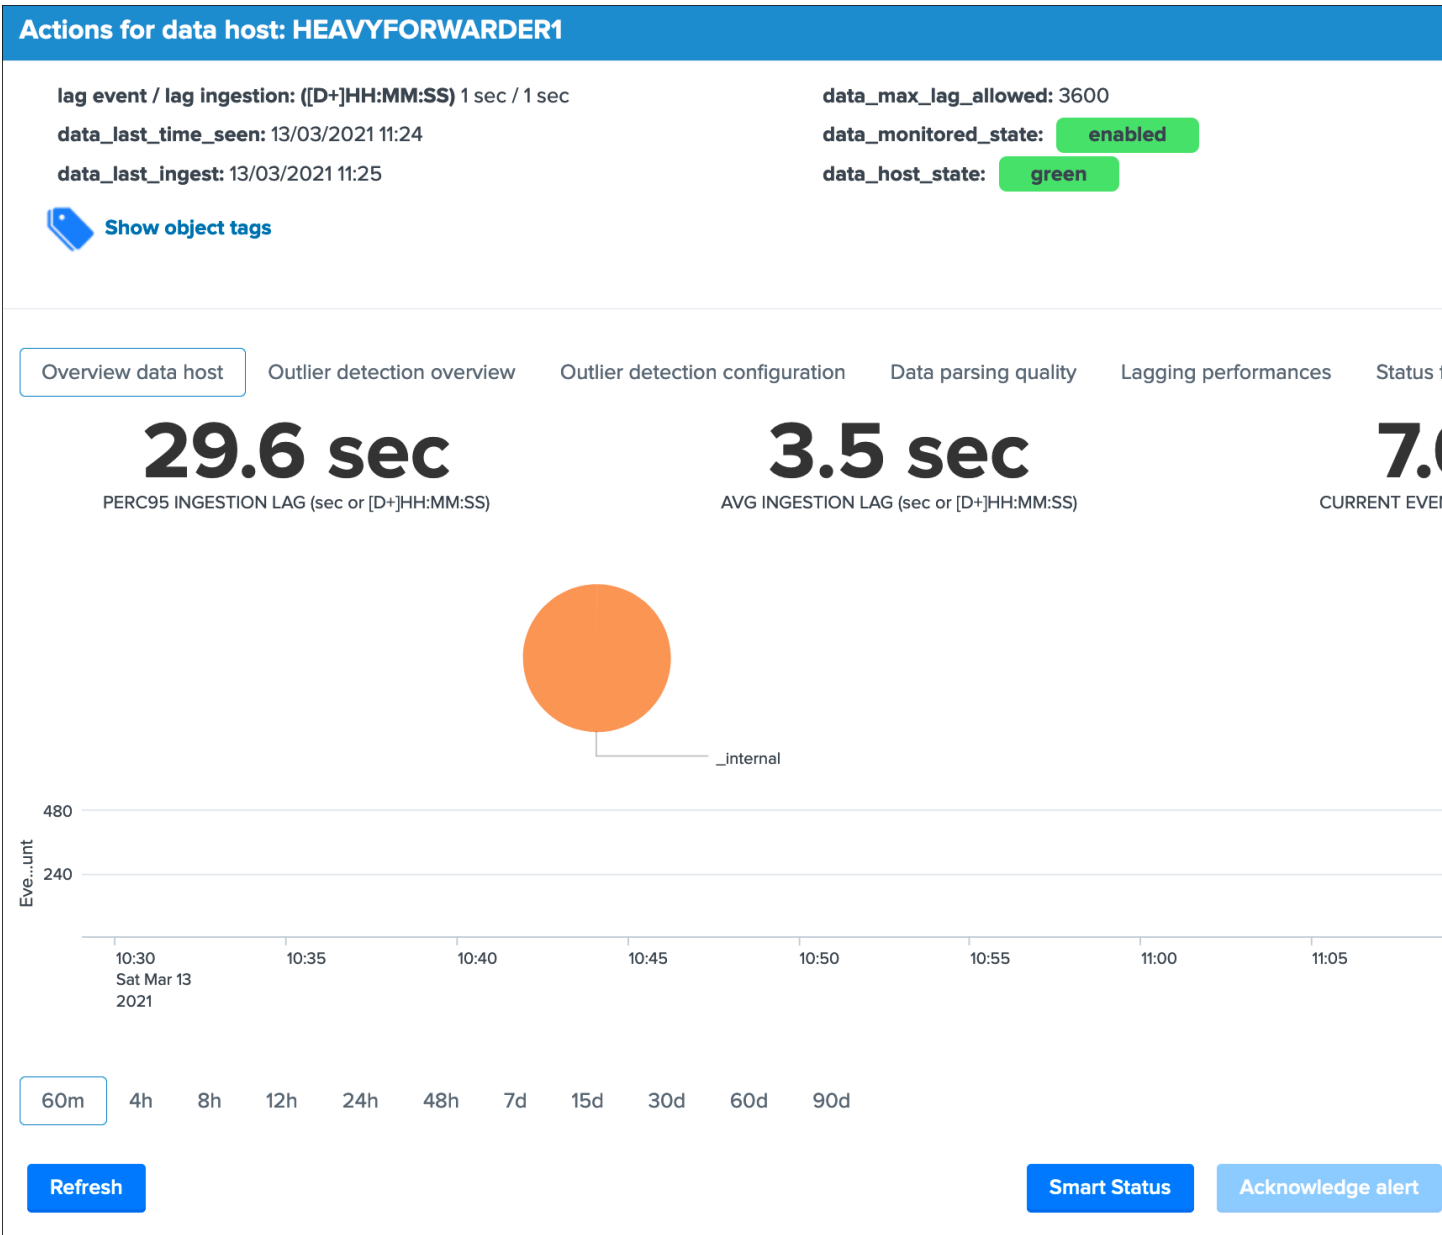 Actions for data host: HEAVYFORWARDER1
lag event / lag ingestion: ([D+]HH:MM:SS) 1 sec / 1 sec
data_max_lag_allowed: 3600
data_last_time_seen: 13/03/2021 11:24
data_monitored_state: enabled
data_last_ingest: 13/03/2021 11:25
data_host_state: green
Show object tags
Overview data host
Outlier detection overview
Outlier detection configuration
Data parsing quality
Lagging performances
Status
29.6 sec
3.5 sec
PERC95 INGESTION LAG (sec or [D+]HH:MM:SS)
AVG INGESTION LAG (sec or [D+]HH:MM:SS)
CURRENT
_internal
480
240
Eve...unt
10:30
10:35
10:40
10:45
10:50
10:55
11:00
11:05
Sat Mar 13
2021
60m
4h
8h
12h
24h
48h
7d
15d
30d
60d
90d
Refresh
Smart Status
Acknowledge alert